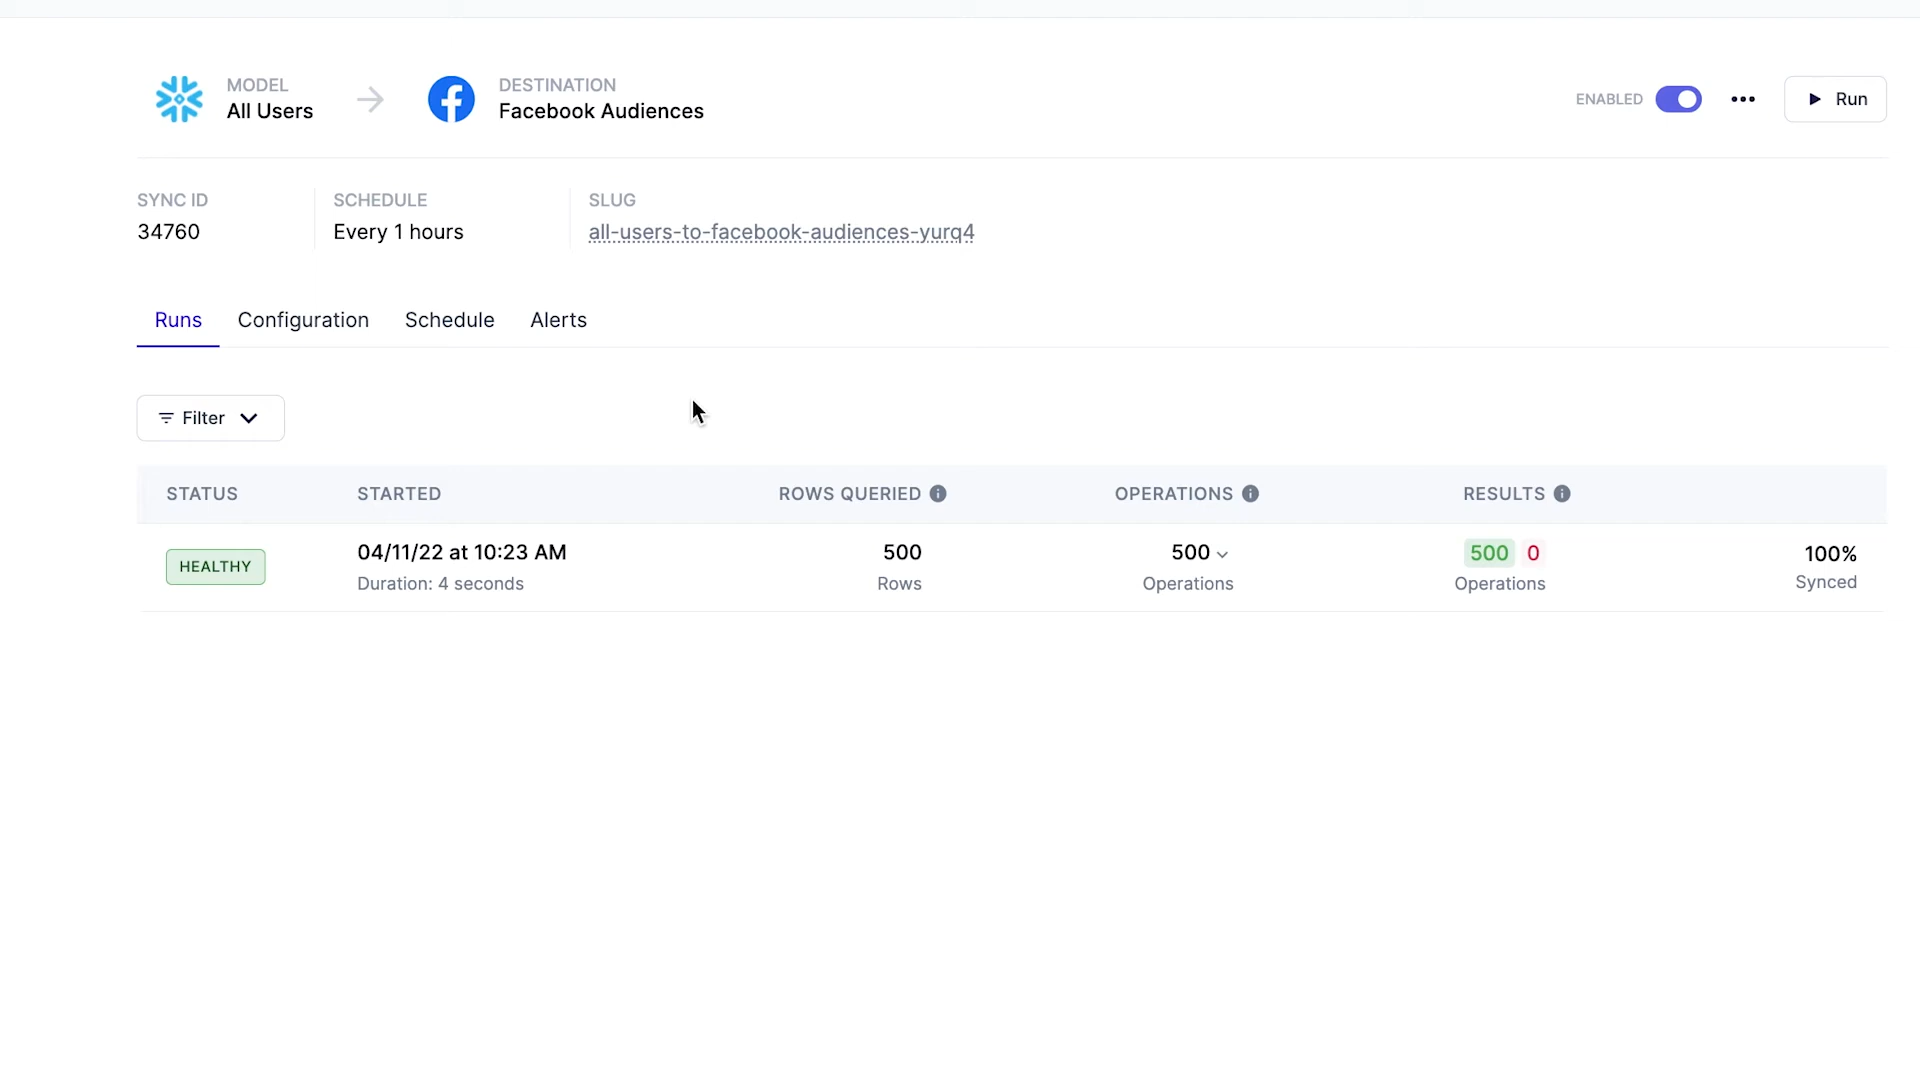 MODEL
All Users
DESTINATION
Facebook Audiences
ENABLED
Run
SYNC ID
34760
SCHEDULE
Every 1 hours
SLUG
all-users-to-facebook-audiences-yurq4
Runs Configuration Schedule Alerts
Filter
STATUS STARTED ROWS QUERIED OPERATIONS RESULTS
HEALTHY
04/11/22 at 10:23 AM
Duration: 4 seconds
500
Rows
500
Operations
500 0
Operations
100%
Synced